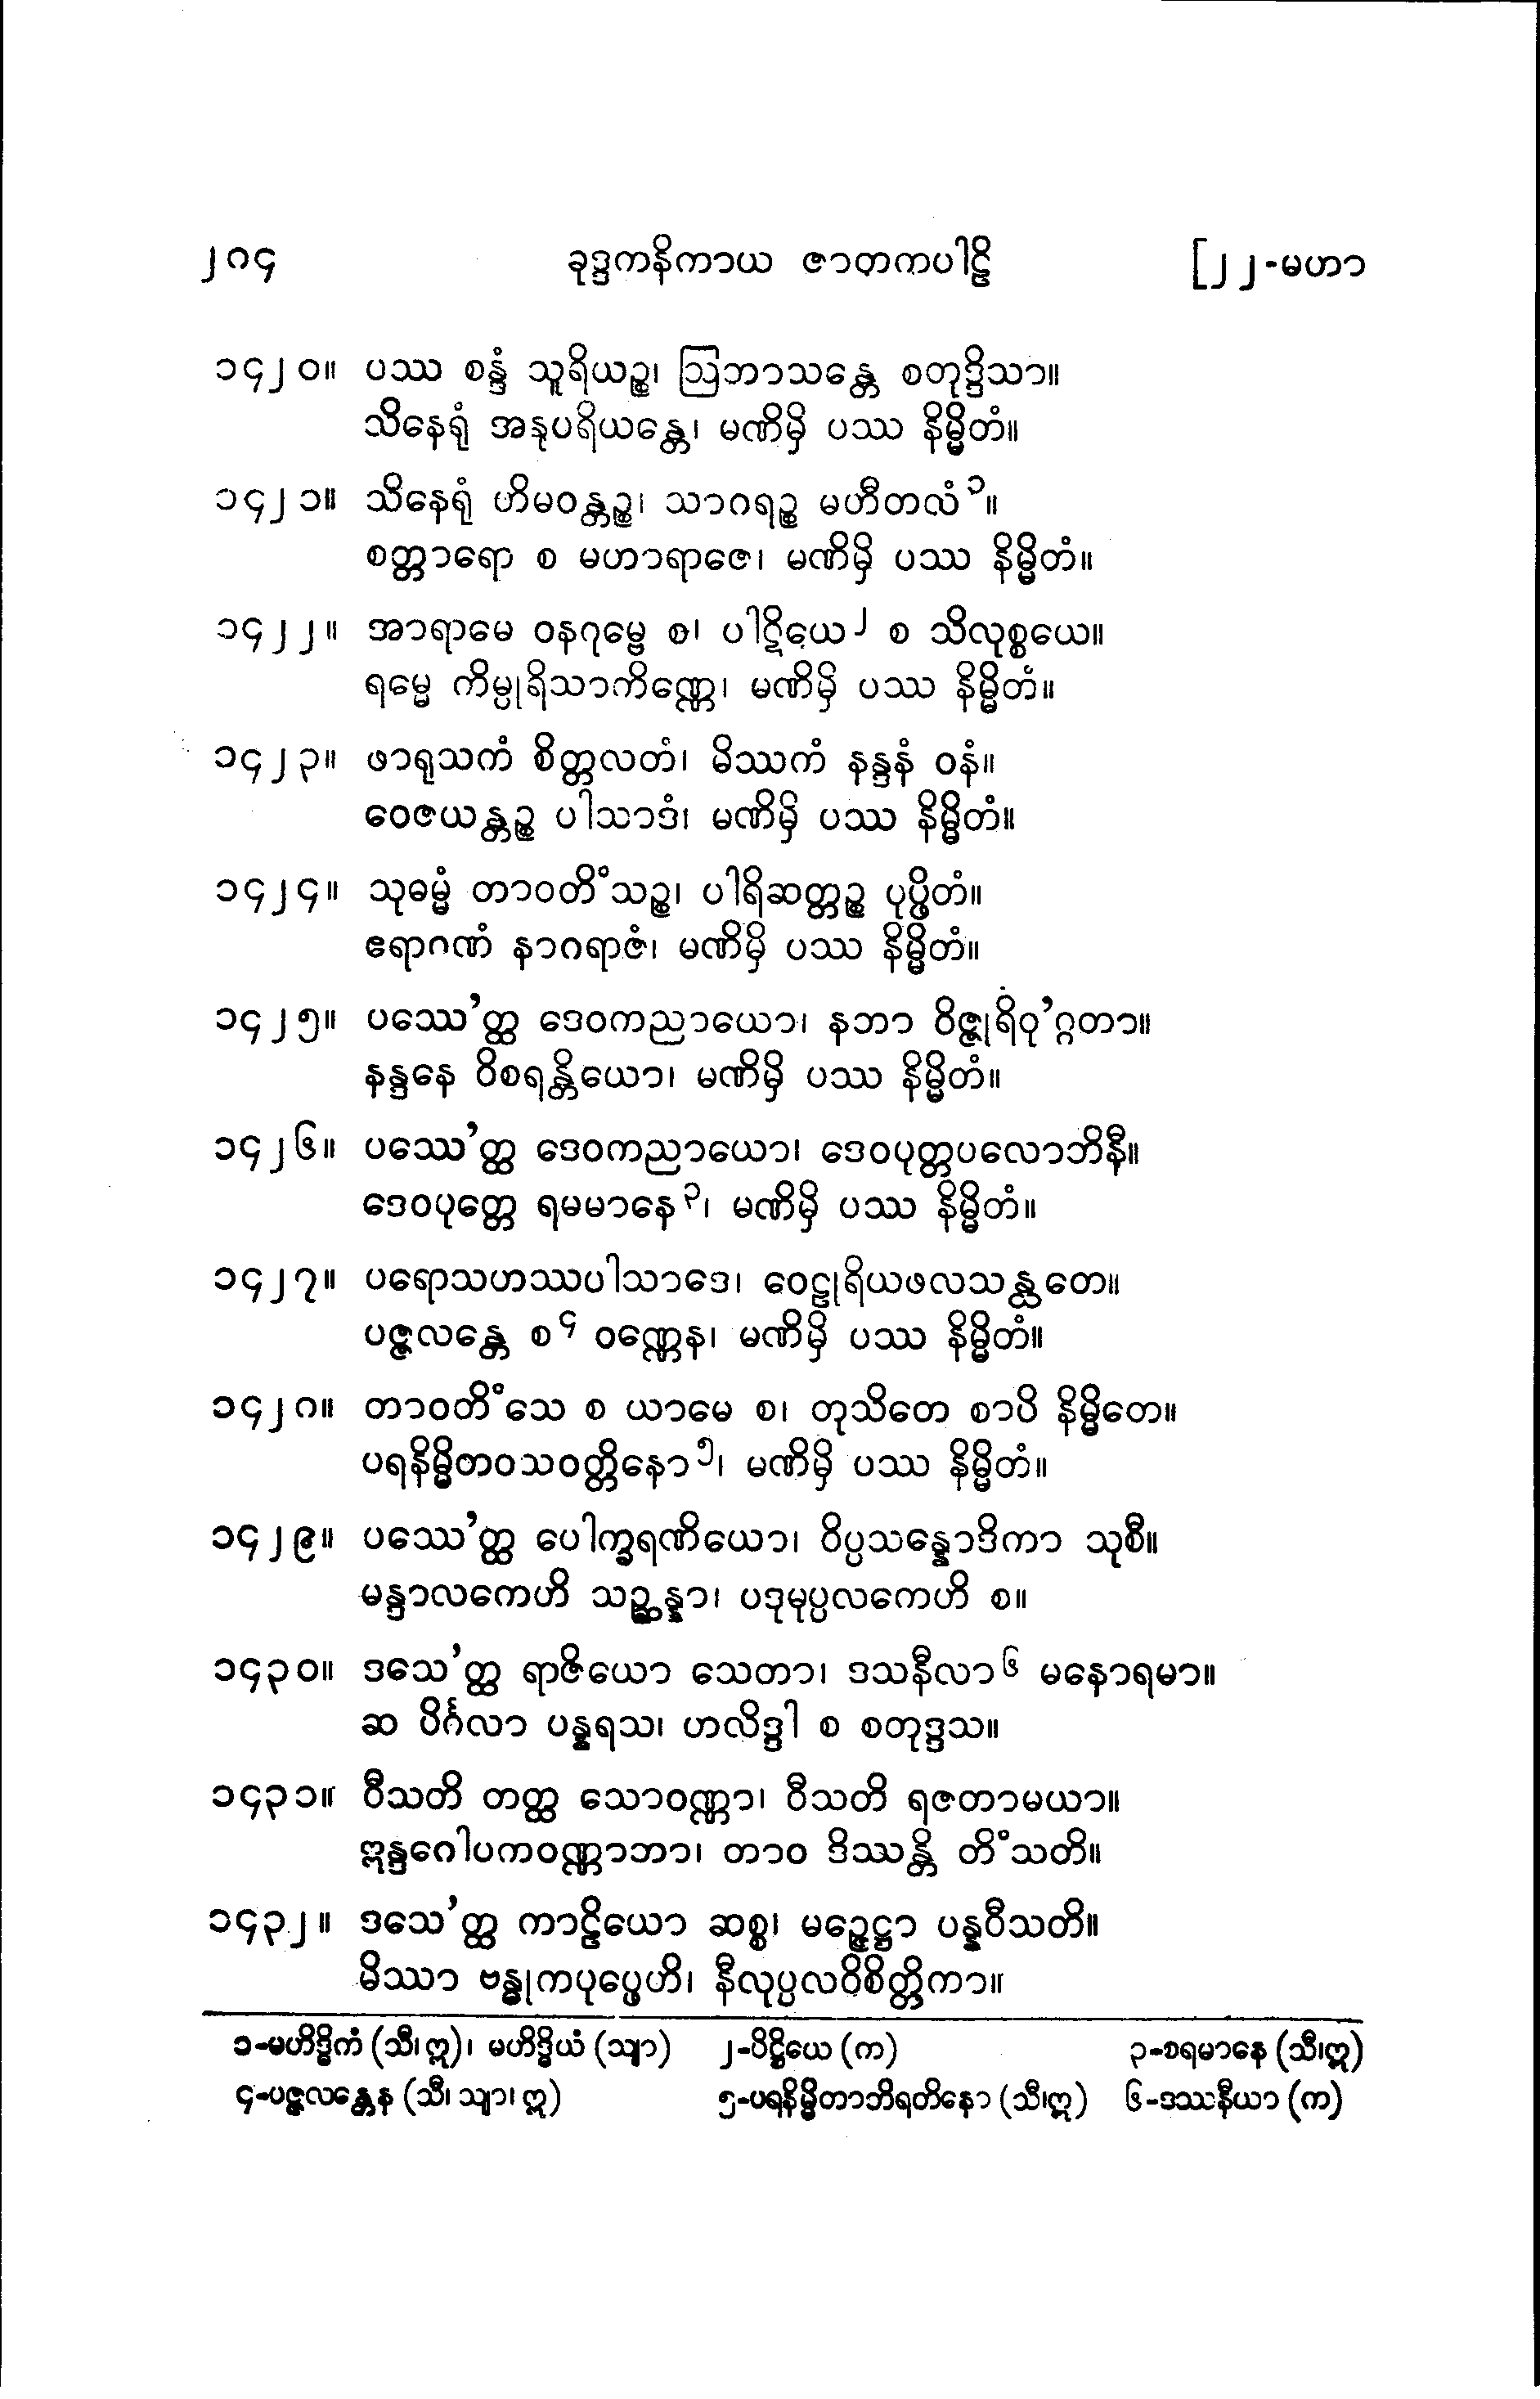 ၂၀၄ ခုဒ္ဒကနိကာယ ဇာတကပါဠိ [၂၂-မဟာ
၁၄၂၀။ ပဿ စန္ဒံ သူရိယဉ္စ၊ ဩဘာသန္တေ စတုဒ္ဒိသာ။
သိနေရုံ အနုပရိယန္တေ၊ မဏိမှိ ပဿ နိမ္မိတံ။
၁၄၂၁။ သိနေရုံ ဟိမဝန္တဉ္စ၊ သာဂရဉ္စ မဟီတလံ ၁။
စတ္တာရော စ မဟာရာဇေ၊ မဏိမှိ ပဿ နိမ္မိတံ။
၁၄၂၂။ အာရာမေ ဝနဂုမ္ဗေ စ၊ ပါဋိယေ ၂ စ သိလုစ္စယေ။
ရမ္မေ ကိမ္ပုရိသာကိဏ္ဏေ၊ မဏိမှိ ပဿ နိမ္မိတံ။
၁၄၂၃။ ဖာရုသကံ စိတ္တလတံ၊ မိဿကံ နန္ဒနံ ဝနံ။
ဝေဇယန္တဉ္စ ပါသာဒံ၊ မဏိမှိ ပဿ နိမ္မိတံ။
၁၄၂၄။ သုဓမ္မံ တာဝတိံသဉ္စ၊ ပါရိဆတ္တဉ္စ ပုပ္ဖိတံ။
ဧရာဂဏံ နာဂရာဇံ၊ မဏိမှိ ပဿ နိမ္မိတံ။
၁၄၂၅။ ပဿေ’တ္ထ ဒေဝကညာယော၊ နဘာ ဝိဇ္ဇုရိဝု’ဂ္ဂတာ။
နန္ဒနေ ဝိစရန္တိယော၊ မဏိမှိ ပဿ နိမ္မိတံ။
၁၄၂၆။ ပဿေ’တ္ထ ဒေဝကညာယော၊ ဒေဝပုတ္တပလောဘိနီ။
ဒေဝပုတ္တေ ရမမာနေ ၃၊ မဏိမှိ ပဿ နိမ္မိတံ။
၁၄၂၇။ ပရောသဟဿပါသာဒေ၊ ဝေဠုရိယဖလသန္ထတေ။
ပဇ္ဇလန္တေ စ ၄ ဝဏ္ဏေန၊ မဏိမှိ ပဿ နိမ္မိတံ။
၁၄၂၈။ တာဝတိံသေ စ ယာမေ စ၊ တုသိတေ စာပိ နိမ္မိတေ။
ပရနိမ္မိတဝသဝတ္တိနော ၅၊ မဏိမှိ ပဿ နိမ္မိတံ။
၁၄၂၉။ ပဿေ’တ္ထ ပေါက္ခရဏိယော၊ ဝိပ္ပသန္နောဒိကာ သုစီ။
မန္ဒာလကေဟိ သဉ္ဆန္နာ၊ ပဒုမုပ္ပလကေဟိ စ။
၁၄၃၀။ ဒသေ’တ္ထ ရာဇိယော သေတာ၊ ဒသနီလာ ၆ မနောရမာ။
ဆ ပိင်္ဂလာ ပန္နရသ၊ ဟလိဒ္ဒါ စ စတုဒ္ဒသ။
၁၄၃၁။ ဝီသတိ တတ္ထ သောဝဏ္ဏာ၊ ဝီသတိ ရဇတာမယာ။
ဣန္ဒဂေါပကဝဏ္ဏာဘာ၊ တာဝ ဒိဿန္တိ တိံသတိ။
၁၄၃၂။ ဒသေ’တ္ထ ကာဠိယော ဆစ္စ၊ မဉ္ဇေဋ္ဌာ ပန္နဝီသတိ။
မိဿာ ဗန္ဓုကပုပ္ဖေဟိ၊ နီလုပ္ပလဝိစိတ္တိကာ။
၁-မဟိဒ္ဓိကံ (သီ၊ ဣ)၊ မဟိဒ္ဓိယံ (သျာ) ၂-ပိဋ္ဌိယေ (က) ၃-စရမာနေ (သီ၊ဣ)
၄-ပဇ္ဇလန္တေန (သီ၊ သျာ၊ ဣ) ၅-ပရနိမ္မိတာဘိရတိနော (သီ၊ဣ) ၆-ဒဿနီယာ (က)